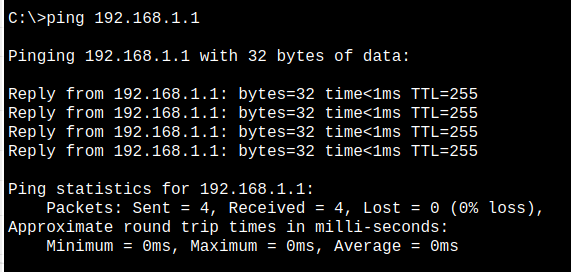 C:\>ping 192.168.1.1
Pinging 192.168.1.1 with 32 bytes of data:
Reply from 192.168.1.1: bytes=32 time<1ms TTL=255
Reply from 192.168.1.1: bytes=32 time<1ms TTL=255
Reply from 192.168.1.1: bytes=32 time<1ms TTL=255
Reply from 192.168.1.1: bytes=32 time<1ms TTL=255
Ping statistics for 192.168.1.1:
    Packets: Sent = 4, Received = 4, Lost = 0 (0% loss),
Approximate round trip times in milli-seconds:
    Minimum = 0ms, Maximum = 0ms, Average = 0ms